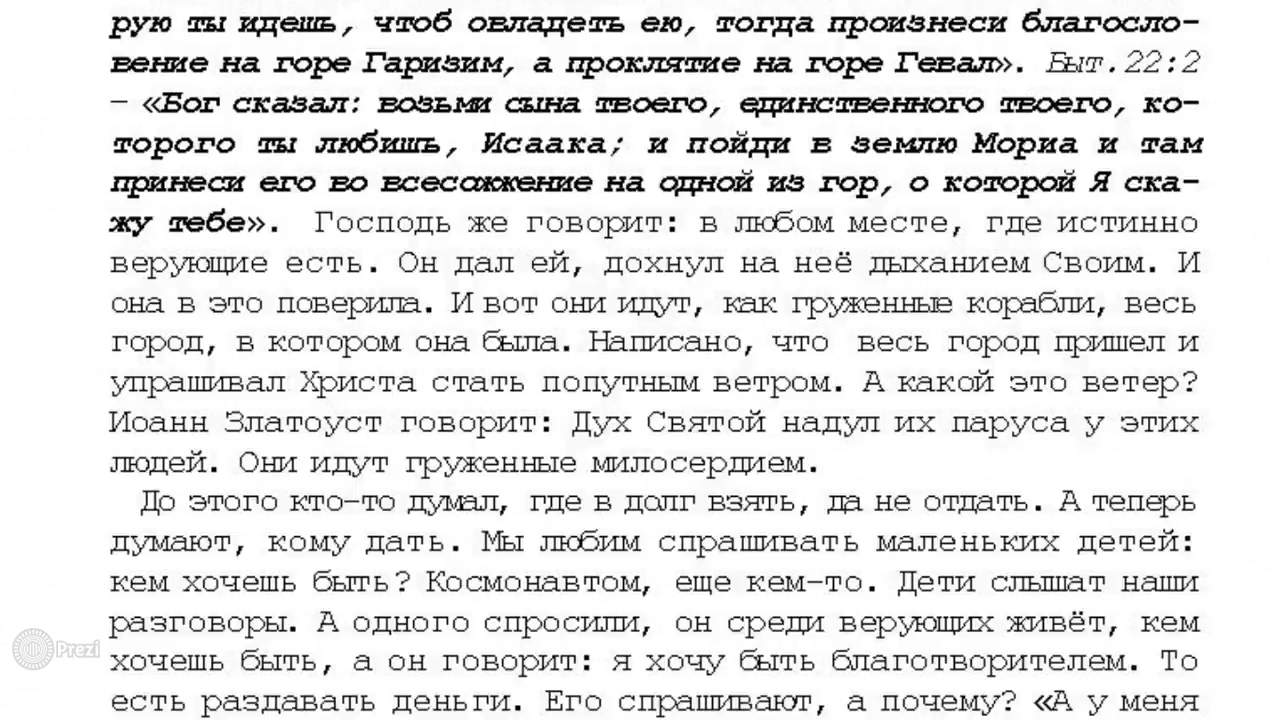 рую ты идешь, чтоб овладеть ею, тогда произнеси благосло-
вение на горе Гаризим, а проклятие на горе Гевал». Быт.22:2
– «Бог сказал: возьми сына твоего, единственного твоего, ко-
торого ты любишь, Исаака; и пойди в землю Мориа и там
принеси его во всесожжение на одной из гор, о которой Я ска-
жу тебе». Господь же говорит: в любом месте, где истинно
верующие есть. Он дал ей, дохнул на неё дыханием Своим. И
она в это поверила. И вот они идут, как груженные корабли, весь
город, в котором она была. Написано, что весь город пришел и
упрашивал Христа стать попутным ветром. А какой это ветер?
Иоанн Златоуст говорит: Дух Святой надул их паруса у этих
людей. Они идут груженные милосердием.
До этого кто-то думал, где в долг взять, да не отдать. А теперь
думают, кому дать. Мы любим спрашивать маленьких детей:
кем хочешь быть? Космонавтом, еще кем-то. Дети слышат наши
разговоры. А одного спросили, он среди верующих живёт, кем
хочешь быть, а он говорит: я хочу быть благотворителем. То
есть раздавать деньги. Его спрашивают, а почему? «А у меня
Prezi